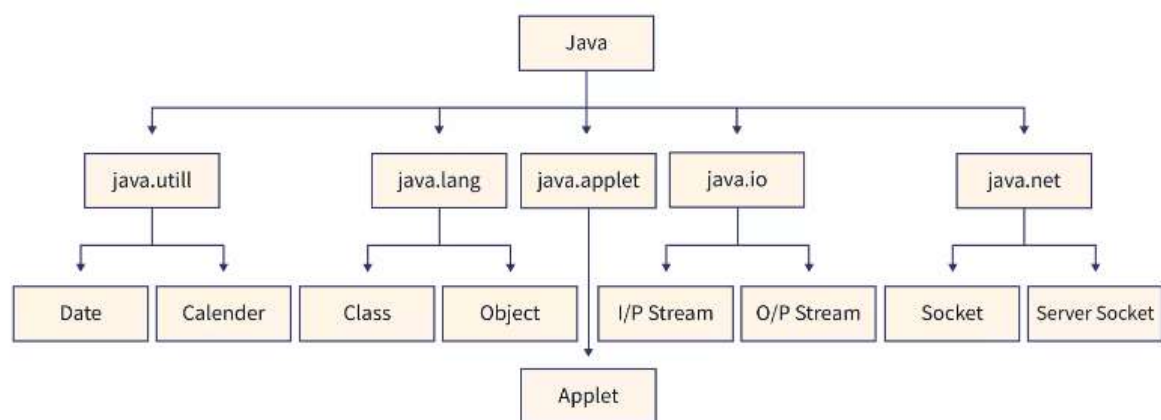 Java
java.utill
java.lang
java.applet
java.io
java.net
Date
Calender
Class
Object
I/P Stream
O/P Stream
Socket
Server Socket
Applet